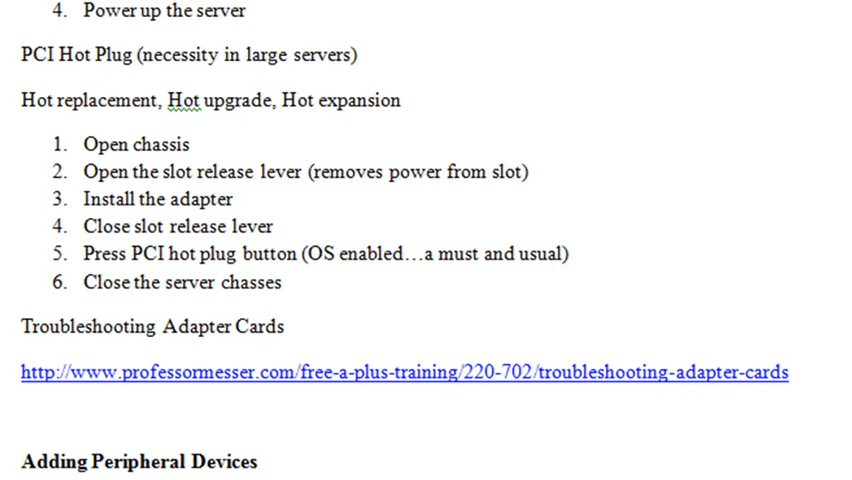 4. Power up the server
PCI Hot Plug (necessity in large servers)
Hot replacement, Hot upgrade, Hot expansion
1. Open chassis
2. Open the slot release lever (removes power from slot)
3. Install the adapter
4. Close slot release lever
5. Press PCI hot plug button (OS enabled...a must and usual)
6. Close the server chasses
Troubleshooting Adapter Cards
http://www.professormesser.com/free-a-plus-training/220-702/troubleshooting-adapter-cards
Adding Peripheral Devices